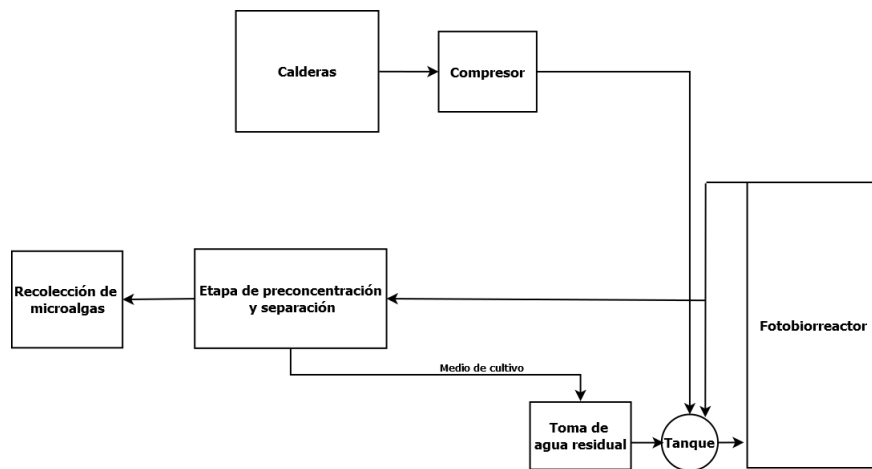 Calderas
Compresor
Recolección de
microalgas
Etapa de preconcentración
y separación
Fotobiorreactor
Medio de cultivo
Toma de
agua residual
Tanque